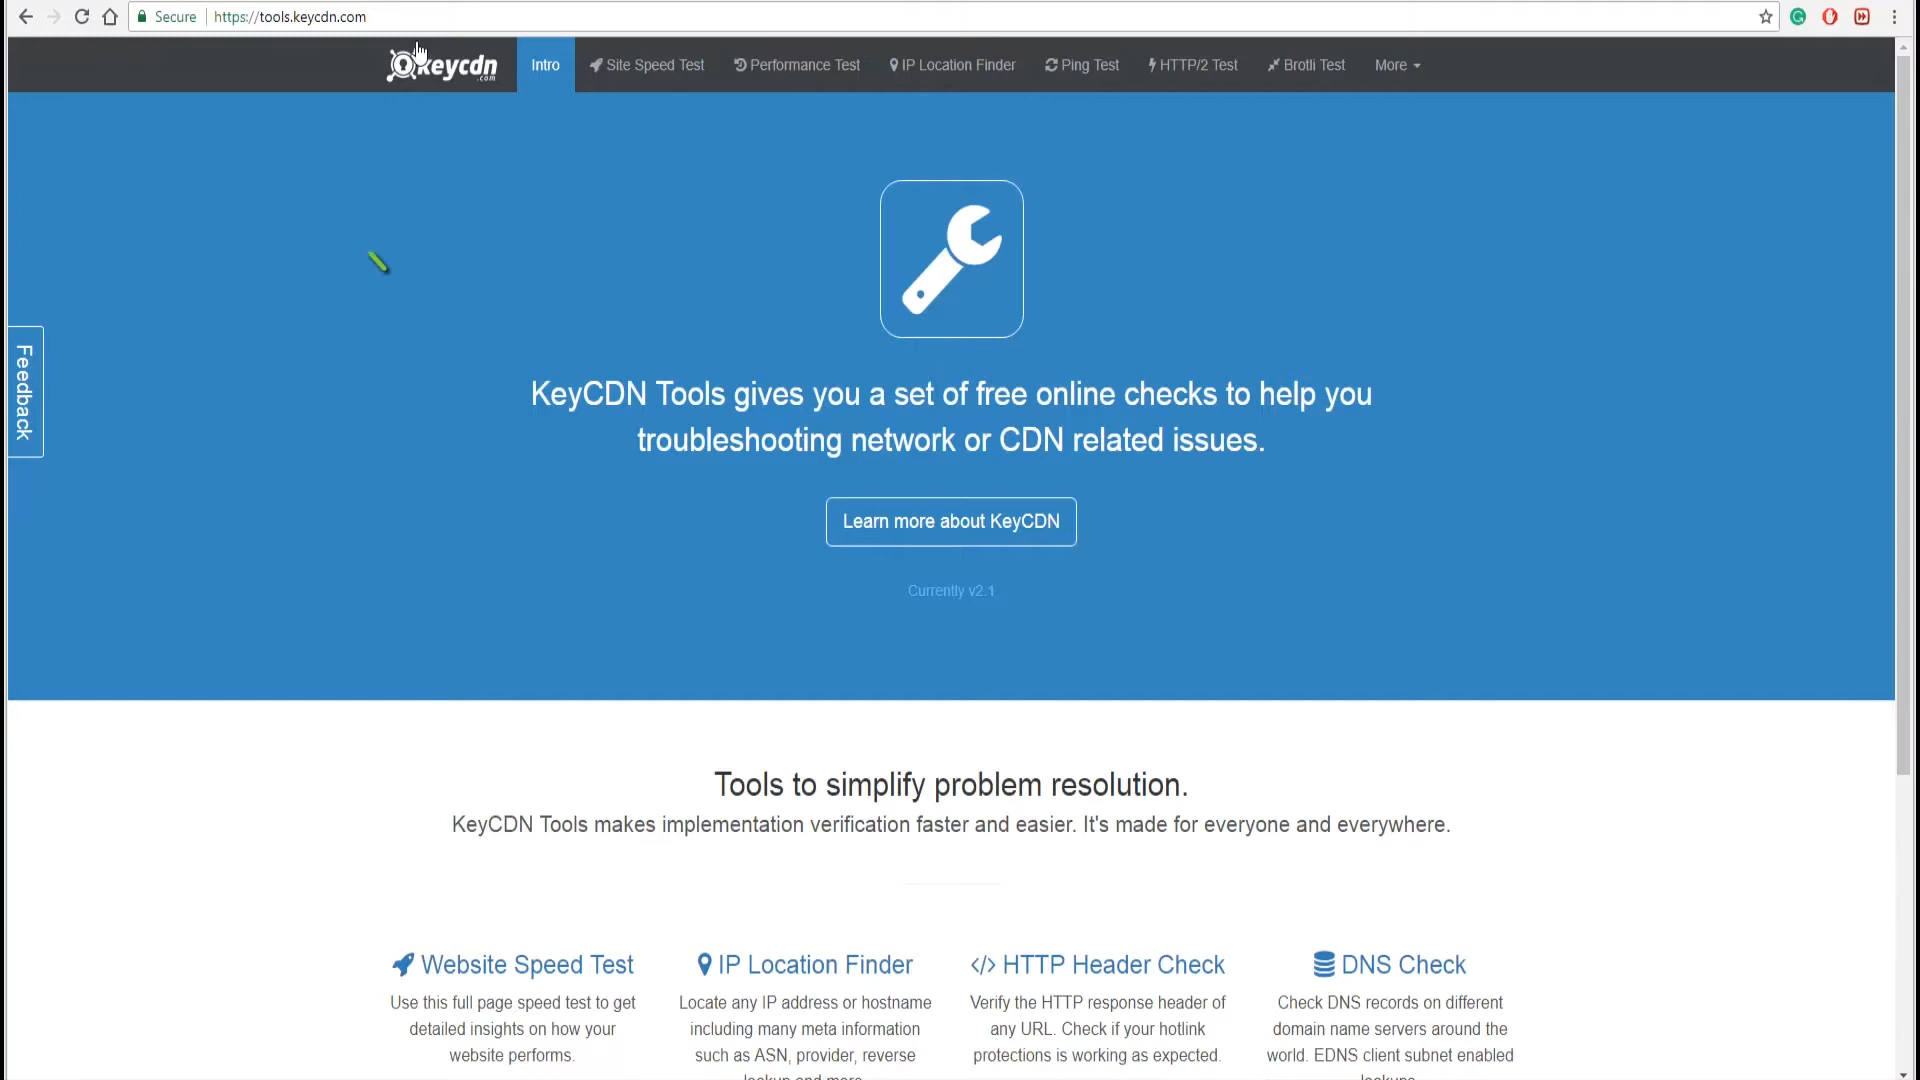 Secure https://tools.keycdn.com
keycdn .com Intro Site Speed Test Performance Test IP Location Finder Ping Test HTTP/2 Test Brotli Test More
Feedback
KeyCDN Tools gives you a set of free online checks to help you
troubleshooting network or CDN related issues.
Learn more about KeyCDN
Currently v2.1
Tools to simplify problem resolution.
KeyCDN Tools makes implementation verification faster and easier. It's made for everyone and everywhere.
Website Speed Test
Use this full page speed test to get
detailed insights on how your
website performs.
IP Location Finder
Locate any IP address or hostname
including many meta information
such as ASN, provider, reverse
lookup and more.
</> HTTP Header Check
Verify the HTTP response header of
any URL. Check if your hotlink
protections is working as expected.
DNS Check
Check DNS records on different
domain name servers around the
world. EDNS client subnet enabled
lookups.